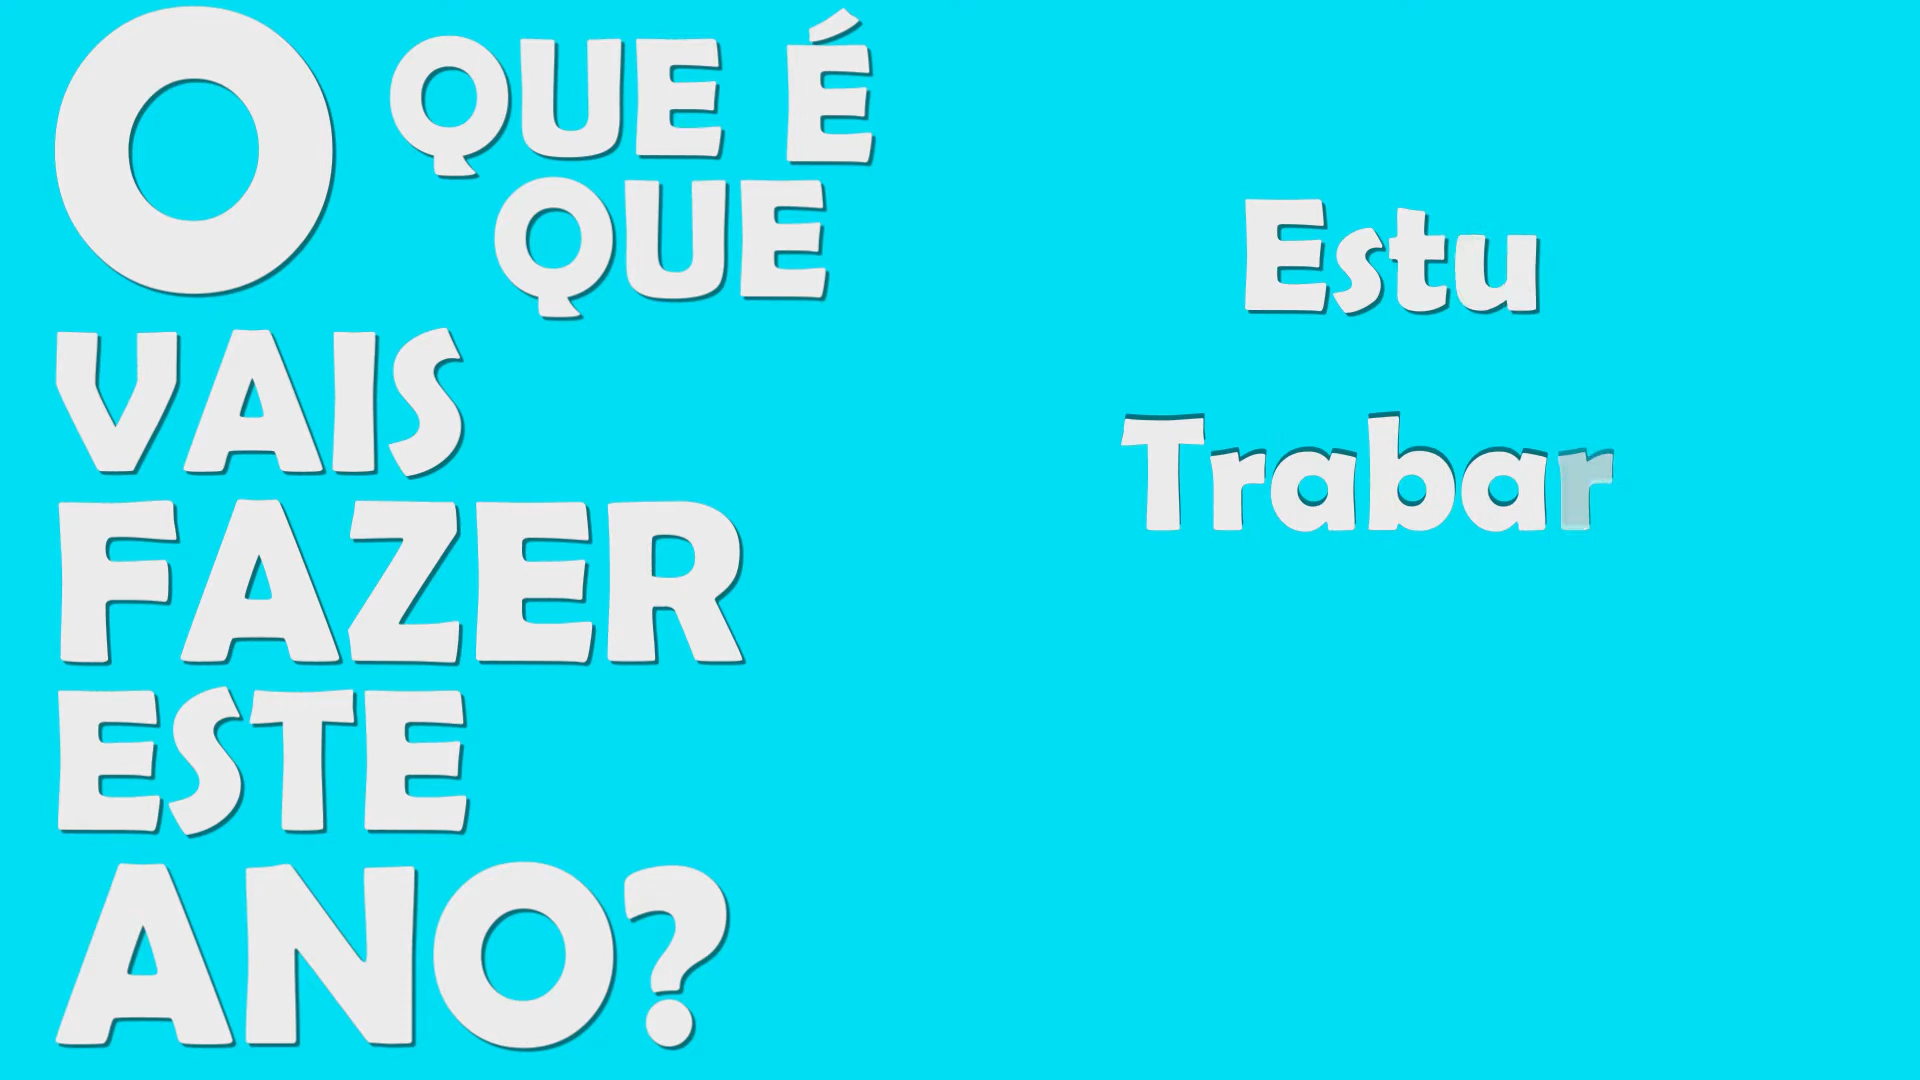 O QUE É
QUE
VAIS
FAZER
ESTE
ANO?
Estu
Trabar